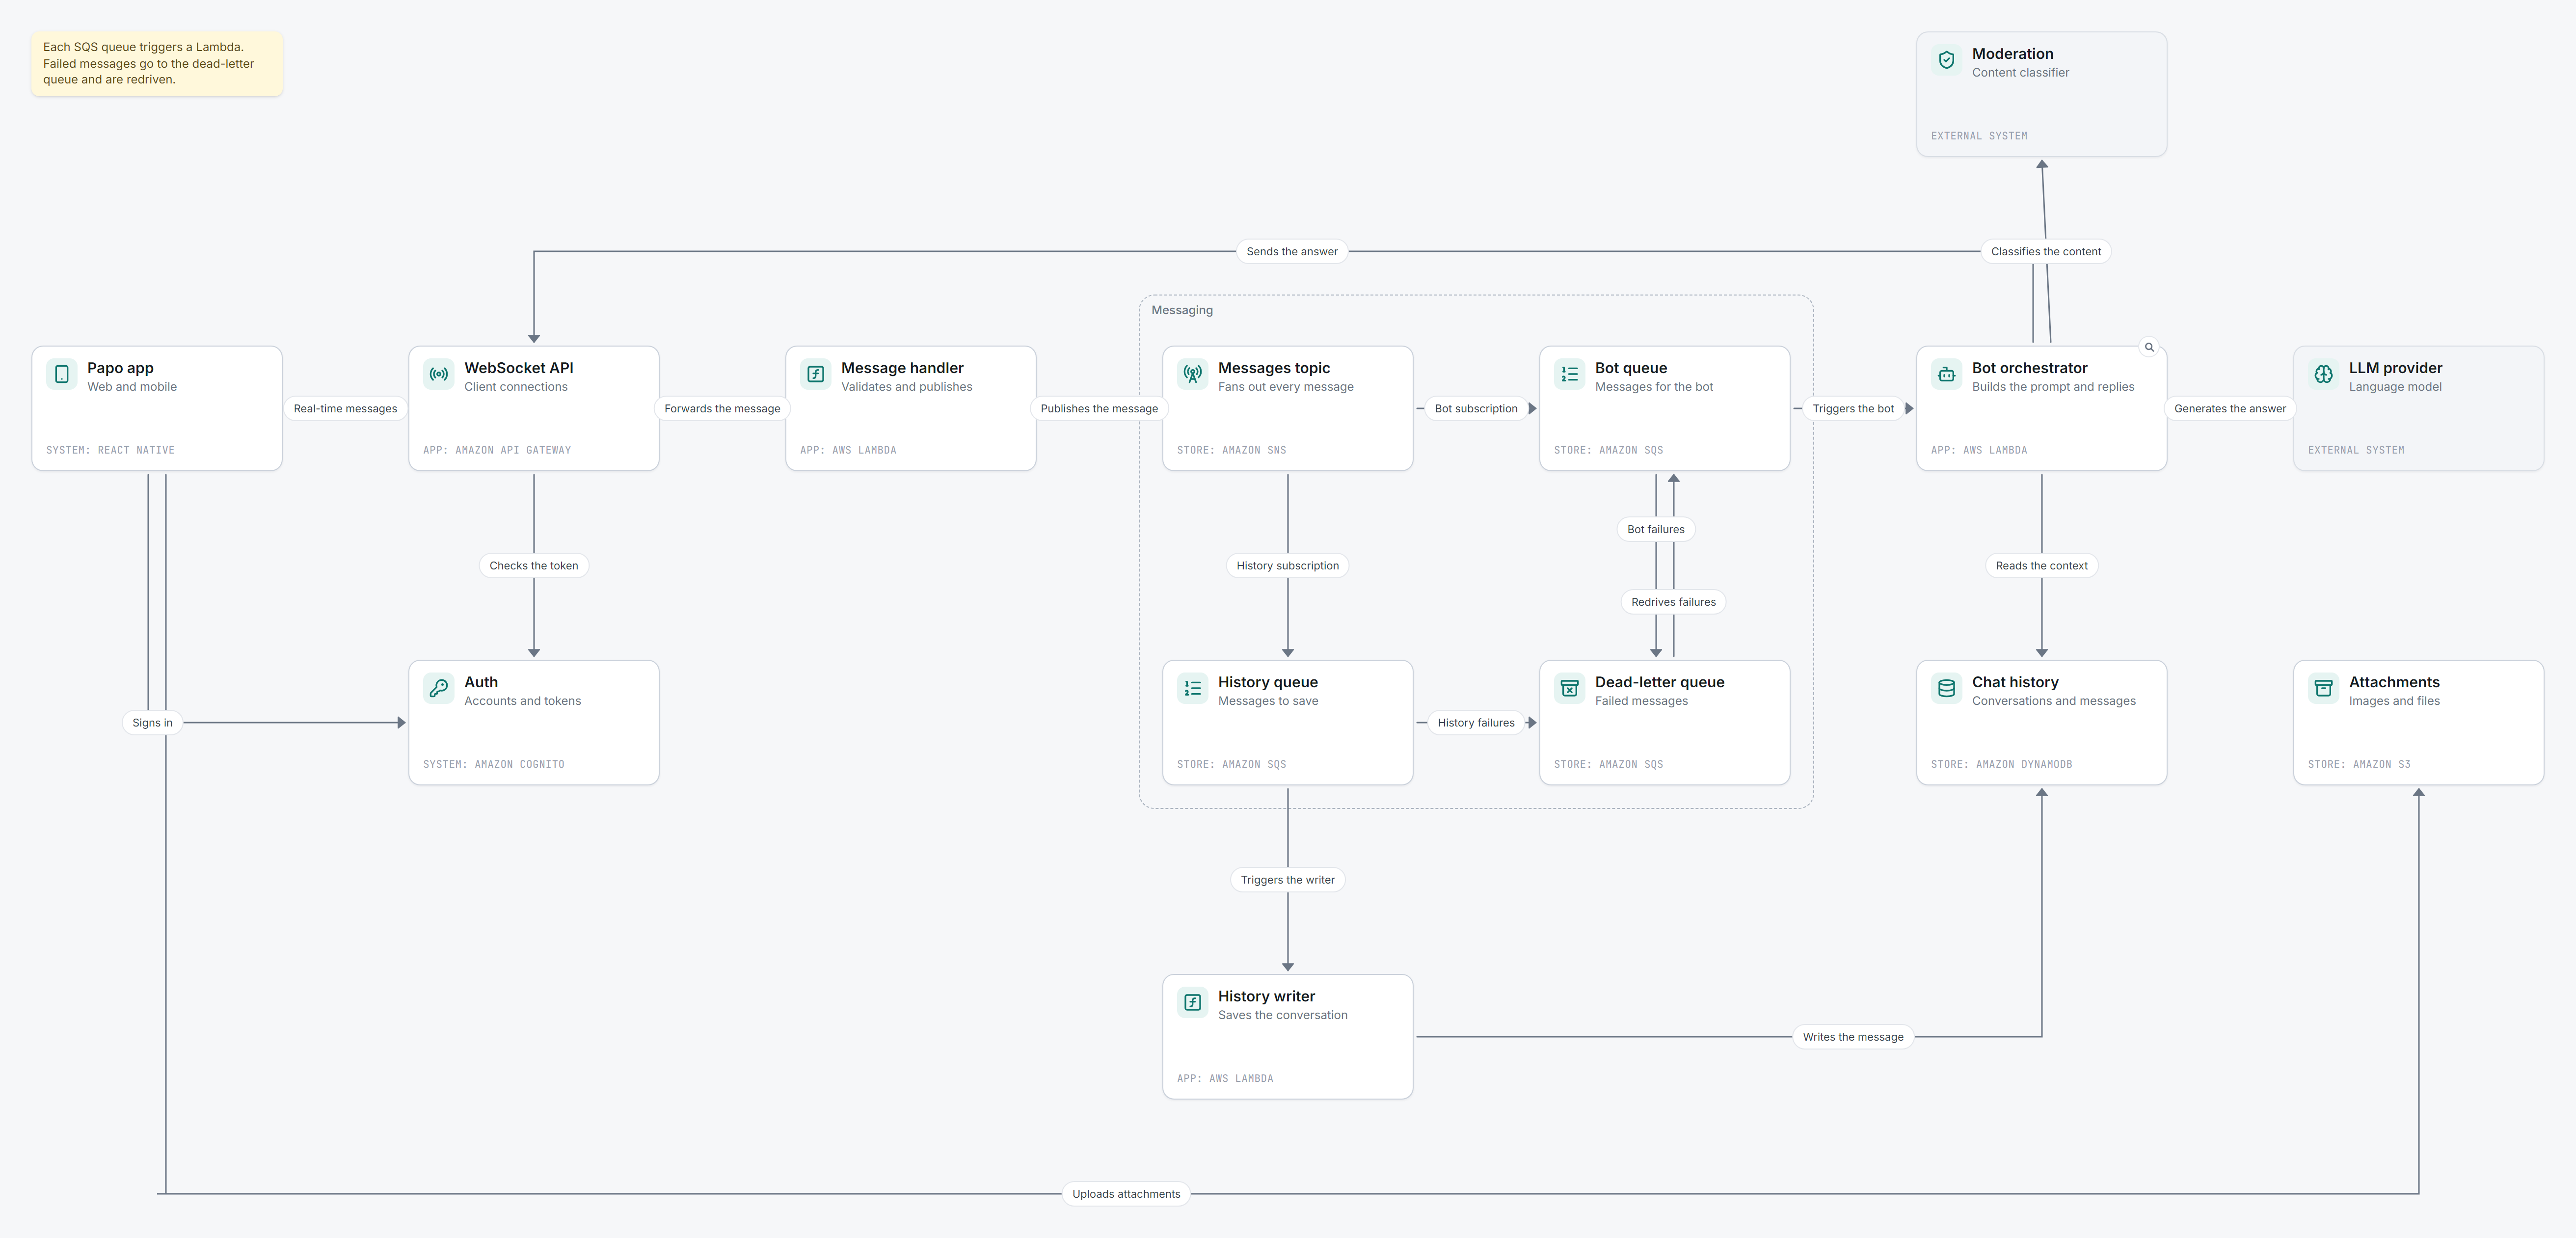 Each SQS queue triggers a Lambda.
Failed messages go to the dead-letter
queue and are redriven.
Moderation
Content classifier
EXTERNAL SYSTEM
Sends the answer
Classifies the content
Messaging
Papo app
Web and mobile
SYSTEM: REACT NATIVE
Real-time messages
WebSocket API
Client connections
APP: AMAZON API GATEWAY
Forwards the message
Message handler
Validates and publishes
APP: AWS LAMBDA
Publishes the message
Messages topic
Fans out every message
STORE: AMAZON SNS
Bot subscription
Bot queue
Messages for the bot
STORE: AMAZON SQS
Triggers the bot
Bot orchestrator
Builds the prompt and replies
APP: AWS LAMBDA
Generates the answer
LLM provider
Language model
EXTERNAL SYSTEM
Checks the token
History subscription
Bot failures
Redrives failures
Reads the context
Signs in
Auth
Accounts and tokens
SYSTEM: AMAZON COGNITO
History queue
Messages to save
STORE: AMAZON SQS
History failures
Dead-letter queue
Failed messages
STORE: AMAZON SQS
Chat history
Conversations and messages
STORE: AMAZON DYNAMODB
Attachments
Images and files
STORE: AMAZON S3
Triggers the writer
History writer
Saves the conversation
APP: AWS LAMBDA
Writes the message
Uploads attachments